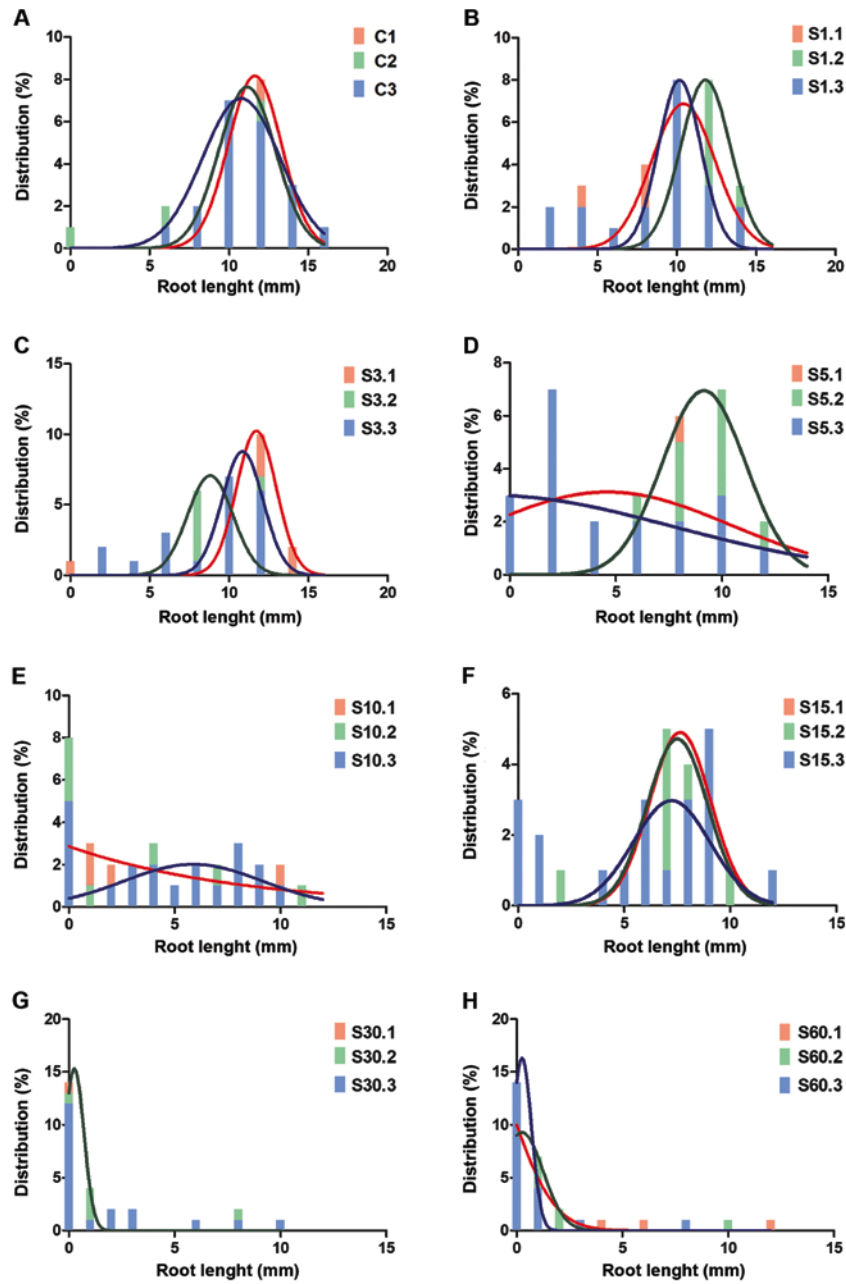 A
C1
C2
C3
Distribution (%)
10
8
6
4
2
0
0 5 10 15 20
Root lenght (mm)
B
S1.1
S1.2
S1.3
Distribution (%)
10
8
6
4
2
0
0 5 10 15 20
Root lenght (mm)
C
S3.1
S3.2
S3.3
Distribution (%)
15
10
5
0
0 5 10 15 20
Root lenght (mm)
D
S5.1
S5.2
S5.3
Distribution (%)
8
6
4
2
0
0 5 10 15
Root lenght (mm)
E
S10.1
S10.2
S10.3
Distribution (%)
10
8
6
4
2
0
0 5 10 15
Root lenght (mm)
F
S15.1
S15.2
S15.3
Distribution (%)
6
4
2
0
0 5 10 15
Root lenght (mm)
G
S30.1
S30.2
S30.3
Distribution (%)
20
15
10
5
0
0 5 10 15
Root lenght (mm)
H
S60.1
S60.2
S60.3
Distribution (%)
20
15
10
5
0
0 5 10 15
Root lenght (mm)